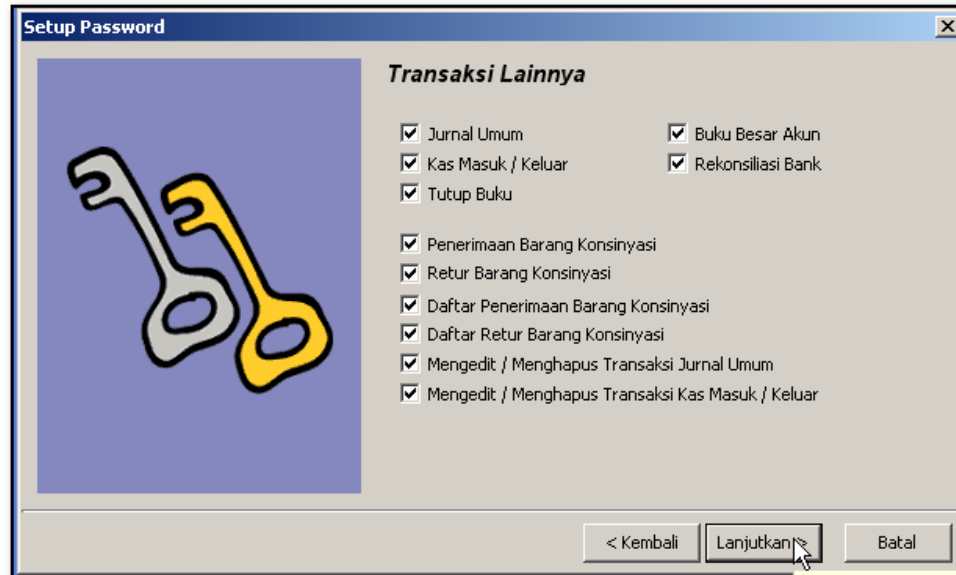 Setup Password
Transaksi Lainnya
Jurnal Umum
Buku Besar Akun
Kas Masuk / Keluar
Rekonsiliasi Bank
Tutup Buku
Penerimaan Barang Konsinyasi
Retur Barang Konsinyasi
Daftar Penerimaan Barang Konsinyasi
Daftar Retur Barang Konsinyasi
Mengedit / Menghapus Transaksi Jurnal Umum
Mengedit / Menghapus Transaksi Kas Masuk / Keluar
< Kembali
Lanjutkan >
Batal